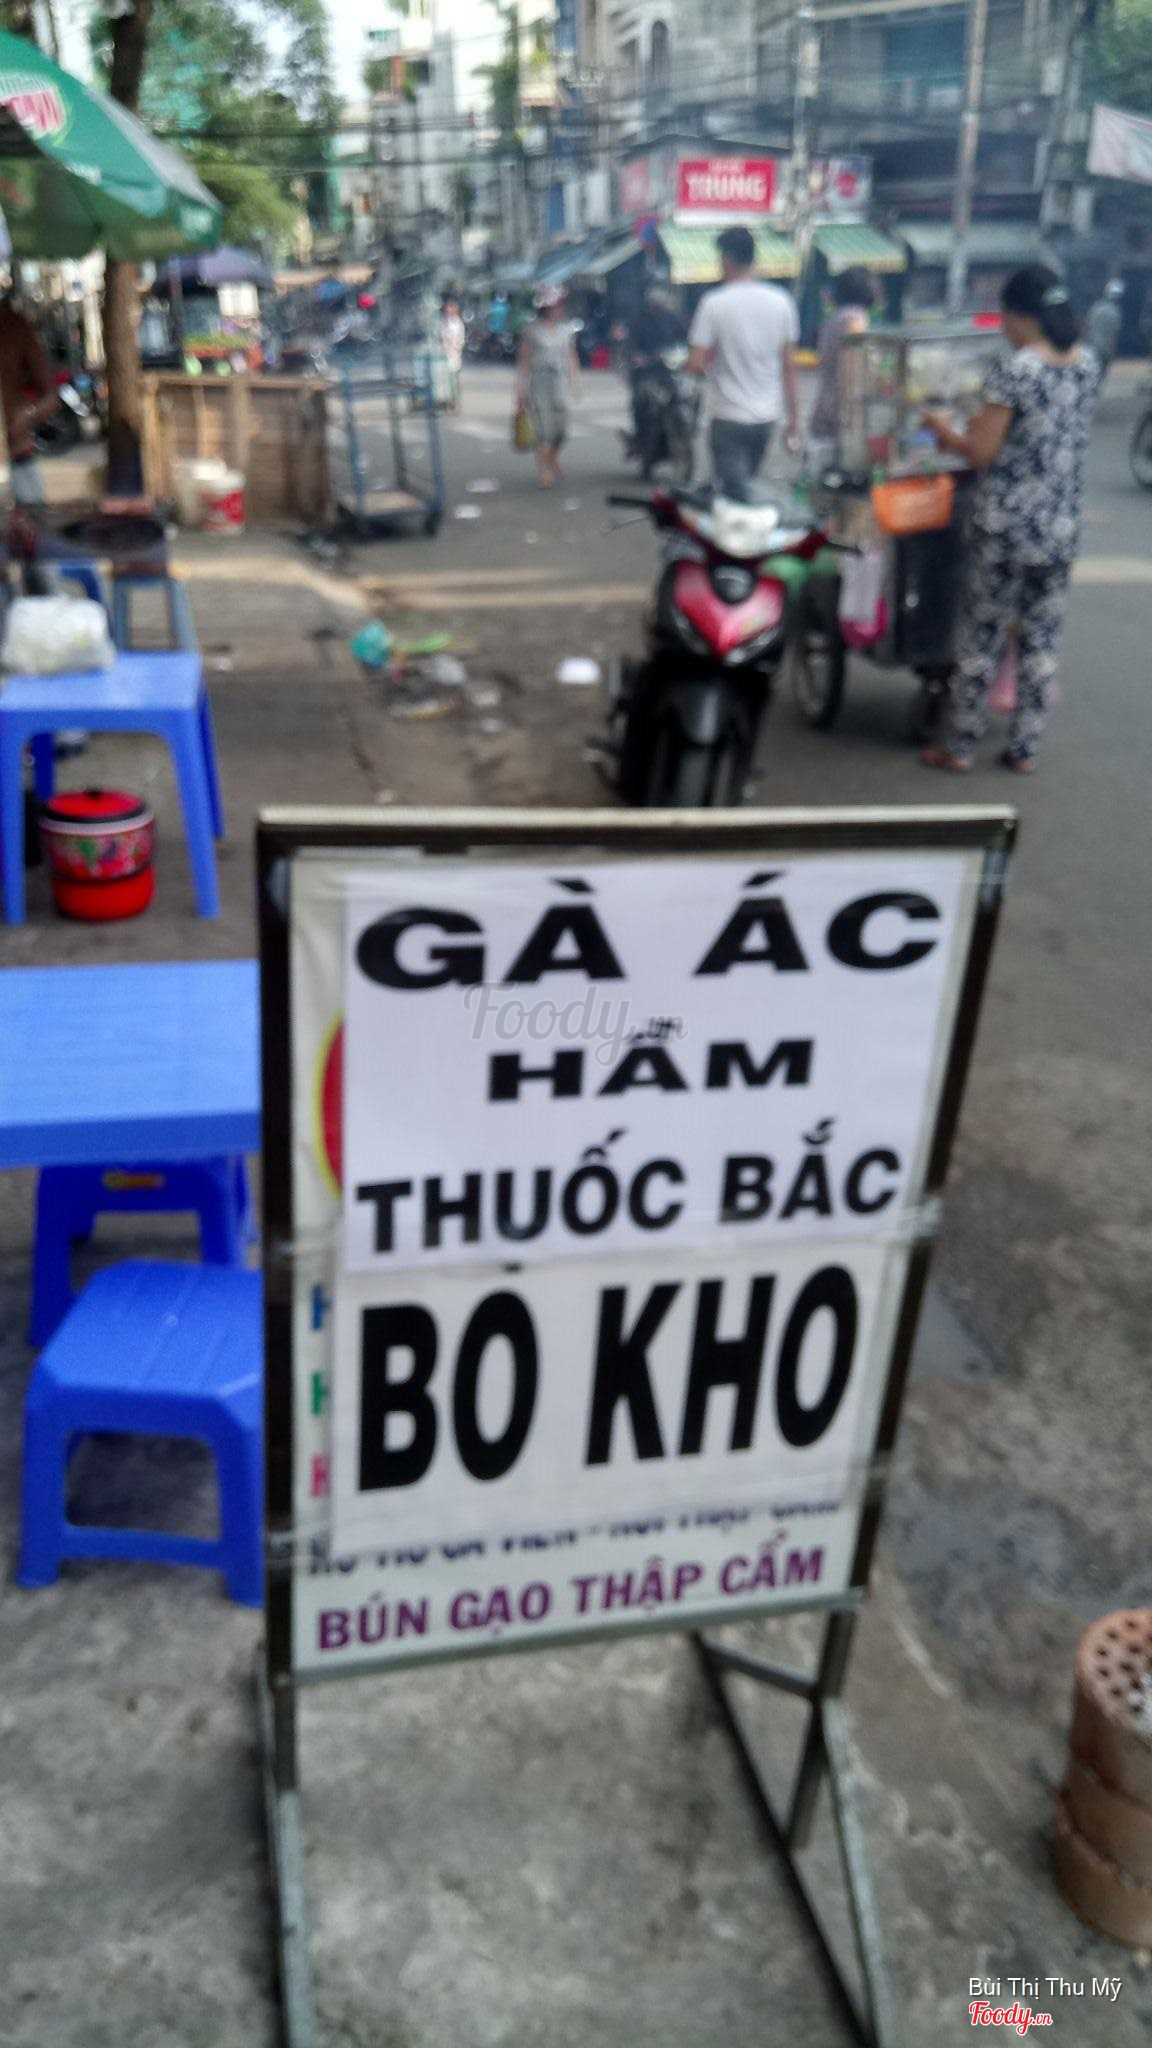 TRUNG
GÀ ÁC
Foody.vn
HẦM
THUỐC BẮC
BÒ KHO
BÚN GẠO THẬP CẨM
Bùi Thị Thu Mỹ
Foody.vn